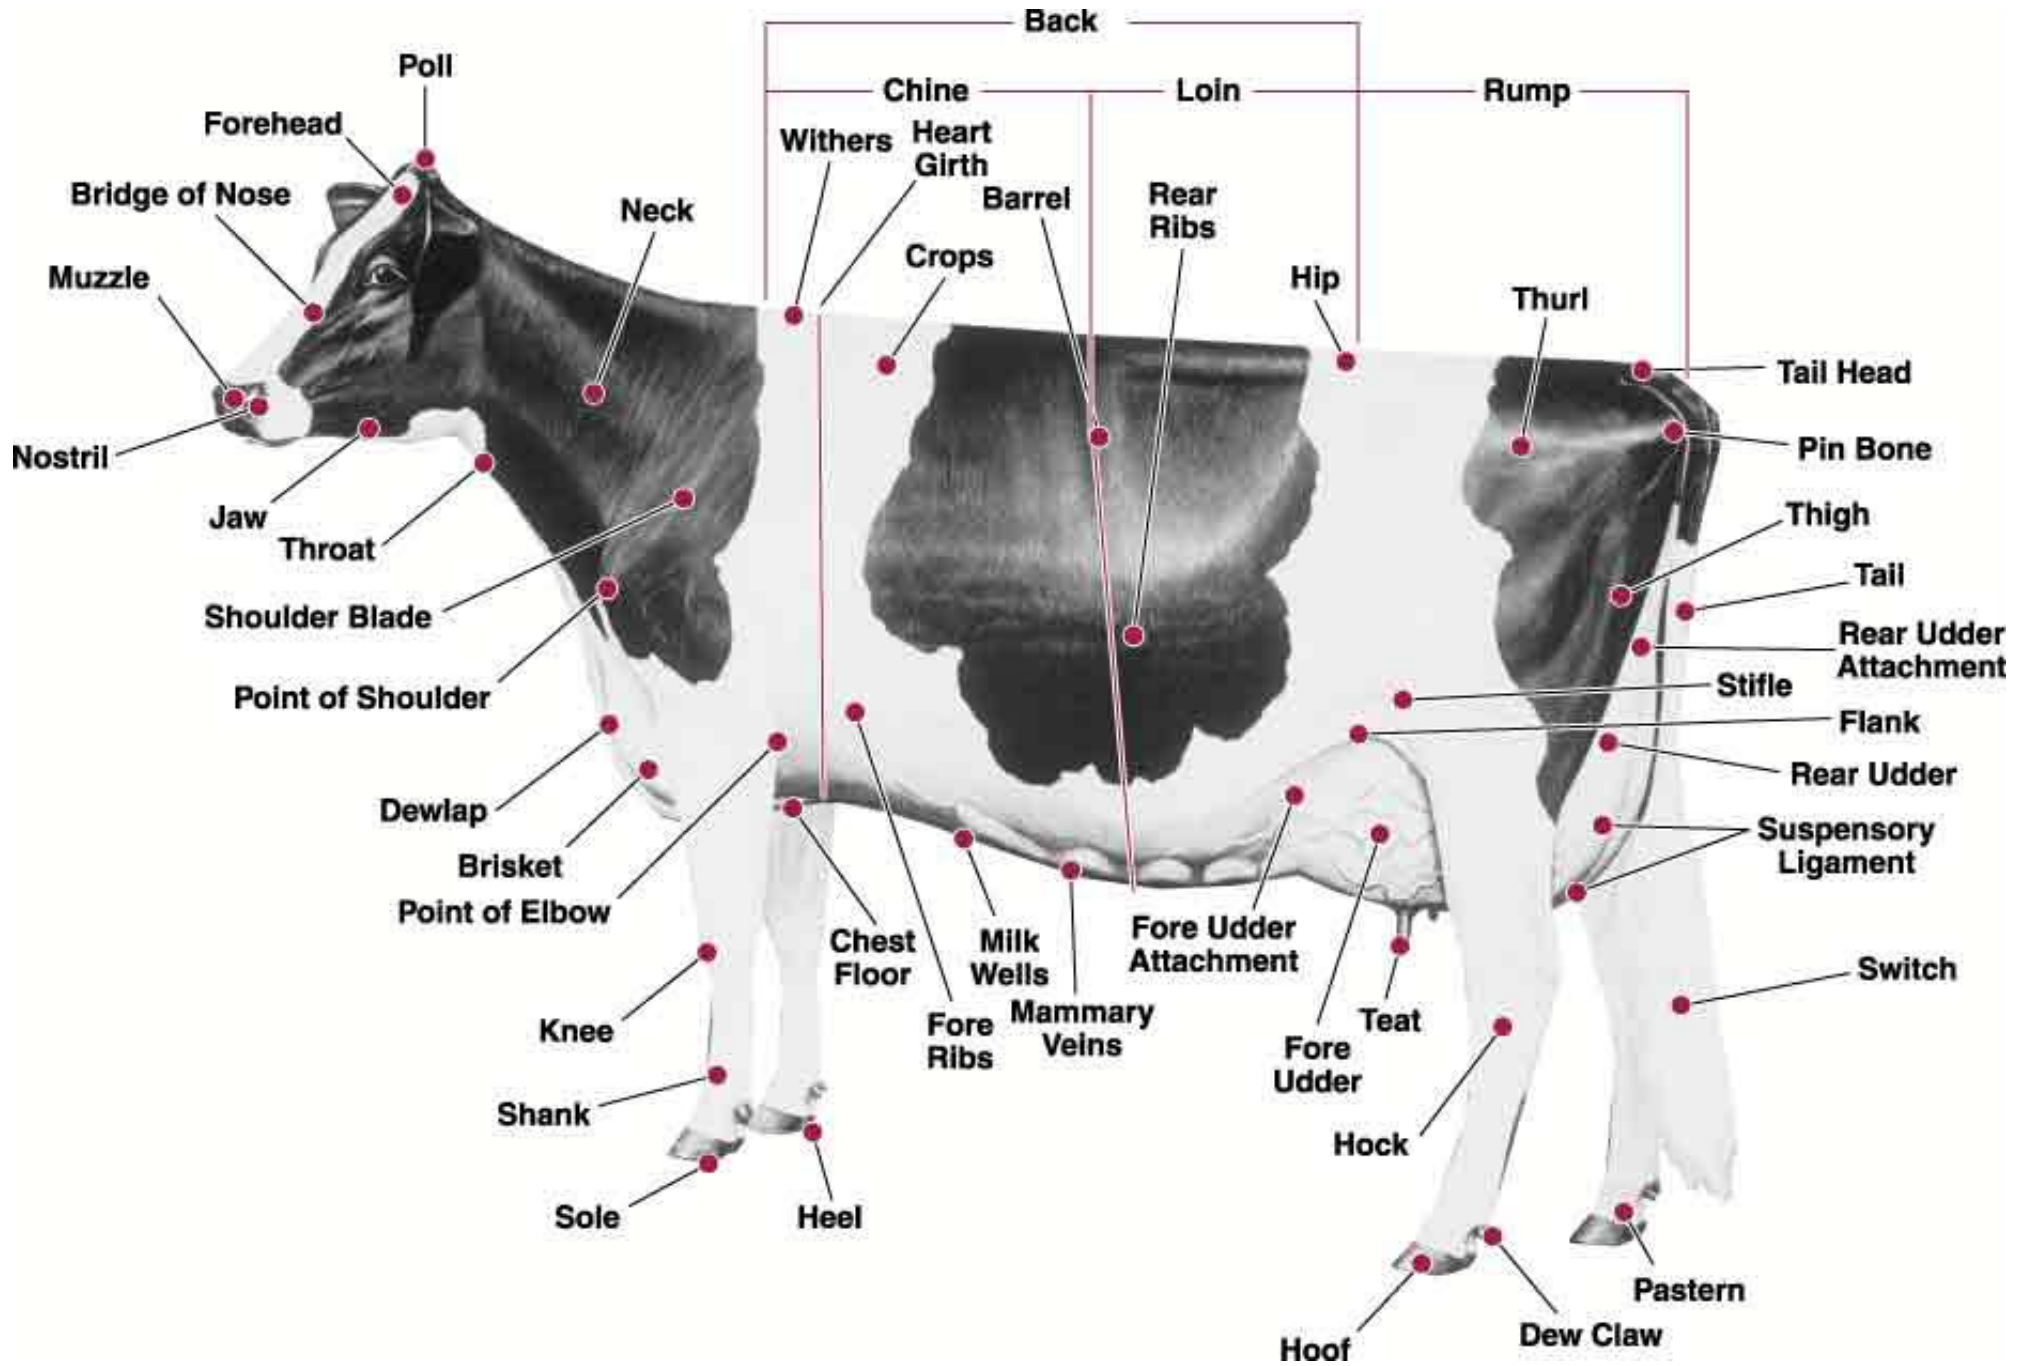 Back
Poll
Chine
Loin
Rump
Forehead
Withers
Heart
Girth
Bridge of Nose
Neck
Barrel
Rear
Ribs
Crops
Muzzle
Hip
Thurl
Tail Head
Nostril
Pin Bone
Jaw
Thigh
Throat
Tail
Shoulder Blade
Rear Udder
Attachment
Point of Shoulder
Stifle
Flank
Rear Udder
Dewlap
Suspensory
Ligament
Brisket
Point of Elbow
Chest
Floor
Milk
Wells
Fore Udder
Attachment
Switch
Knee
Fore
Ribs
Mammary
Veins
Teat
Fore
Udder
Shank
Hock
Sole
Heel
Pastern
Dew Claw
Hoof